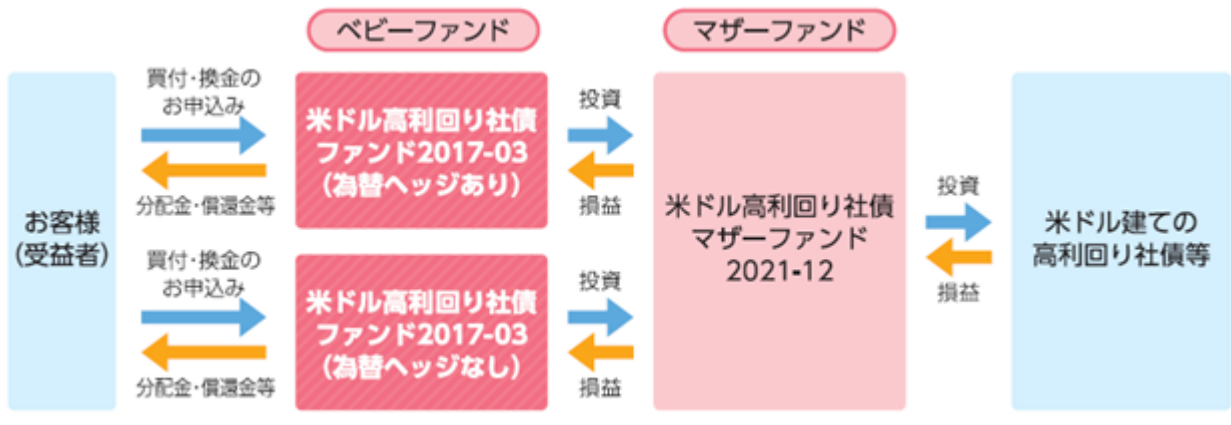 ベビーファンド
マザーファンド
お客様
(受益者)
買付・換金の
お申込み
分配金・償還金等
買付・換金の
お申込み
分配金・償還金等
米ドル高利回り社債
ファンド2017-03
(為替ヘッジあり)
米ドル高利回り社債
ファンド2017-03
(為替ヘッジなし)
投資
損益
投資
損益
米ドル高利回り社債
マザーファンド
2021-12
投資
損益
米ドル建ての
高利回り社債等